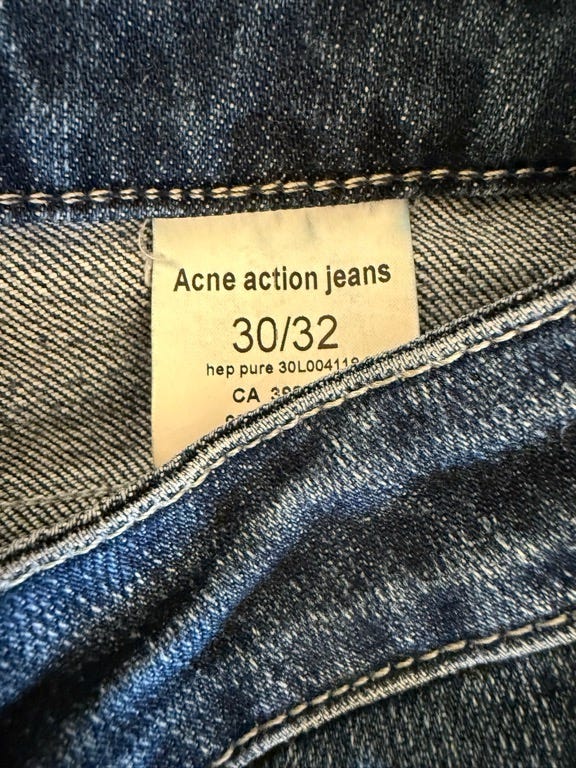 Acne action jeans
30/32
hep pure
CA